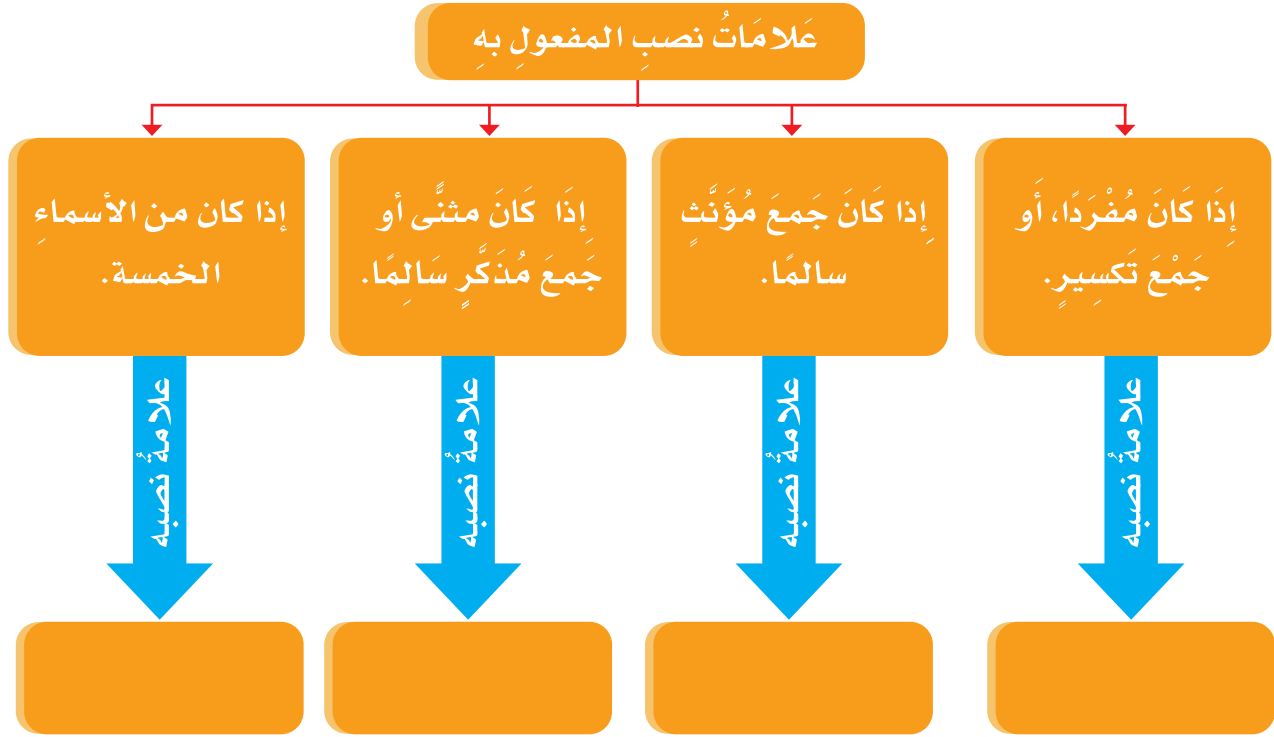 عَلامَاتُ نصبِ المفعولِ بهِ
إِذَا كَانَ مُفْرَدًا، أَو
جَمْعَ تَكسِيرٍ.
إِذا كَانَ جَمعَ مُؤَنَّثٍ
سالمًا.
إِذَا كَانَ مثنًّى أو
جَمعَ مُذَكَّرٍ سَالِمًا.
إذا كان من الأسماءِ
الخمسة.
علامةُ نصبه
علامةُ نصبه
علامةُ نصبه
علامةُ نصبه